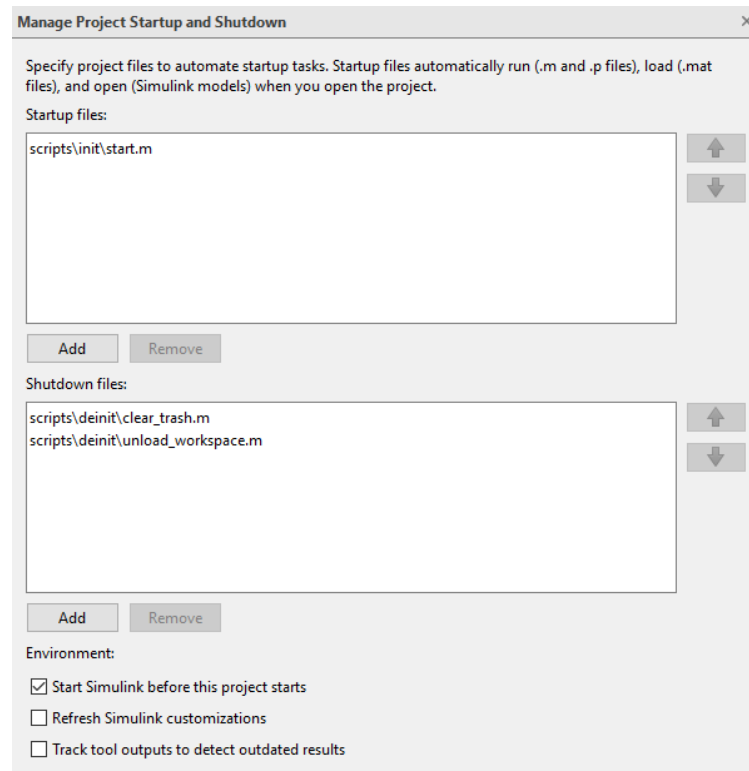 Manage Project Startup and Shutdown
Specify project files to automate startup tasks. Startup files automatically run (.m and .p files), load (.mat
files), and open (Simulink models) when you open the project.
Startup files:
scripts\init\start.m
Add Remove
Shutdown files:
scripts\deinit\clear_trash.m
scripts\deinit\unload_workspace.m
Add Remove
Environment:
Start Simulink before this project starts
Refresh Simulink customizations
Track tool outputs to detect outdated results